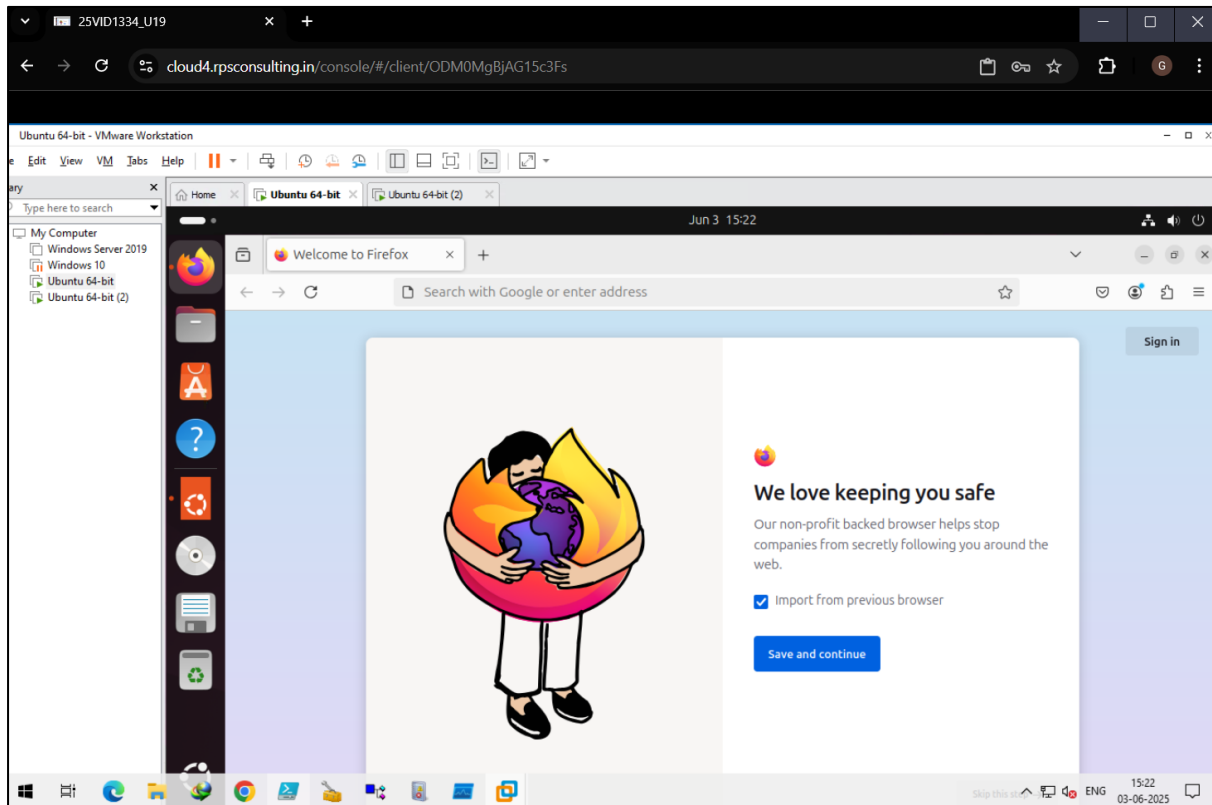 25VID1334_U19
cloud4.rpsconsulting.in/console/#/client/ODM0MgBjAG15c3Fs
G
Ubuntu 64-bit - VMware Workstation
e Edit View VM Tabs Help
ary
Type here to search
Home
Ubuntu 64-bit
Ubuntu 64-bit (2)
My Computer
Windows Server 2019
Windows 10
Ubuntu 64-bit
Ubuntu 64-bit (2)
Jun 3 15:22
Welcome to Firefox
Search with Google or enter address
Sign in
We love keeping you safe
Our non-profit backed browser helps stop
companies from secretly following you around the
web.
Import from previous browser
Save and continue
Skip this st
ENG
15:22
03-06-2025